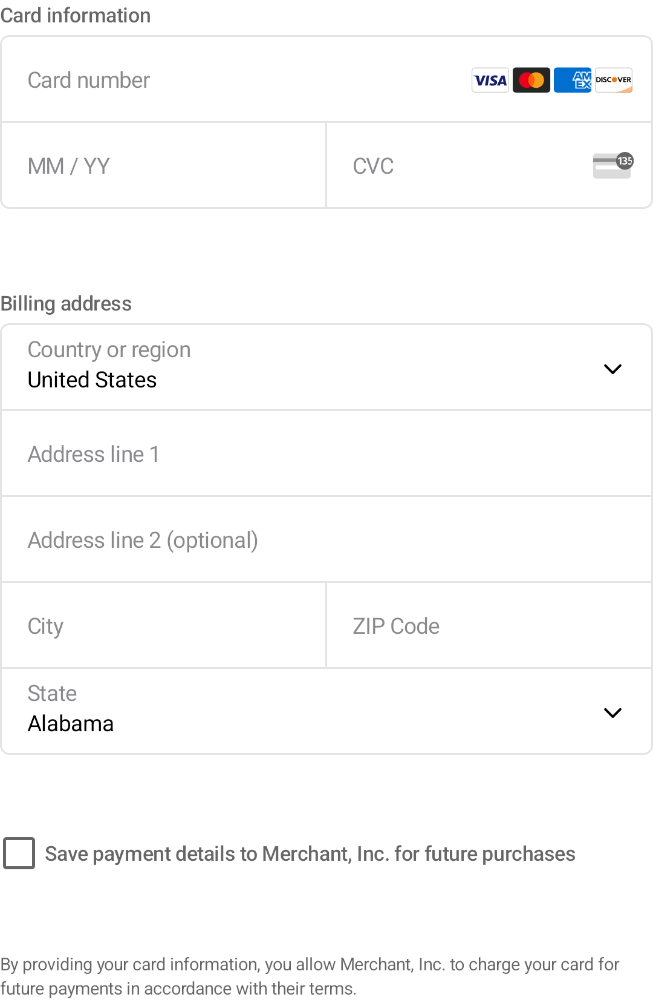 Card information
Card number VISA AM EX DISCOVER
MM / YY CVC 135
Billing address
Country or region
United States
Address line 1
Address line 2 (optional)
City ZIP Code
State
Alabama
Save payment details to Merchant, Inc. for future purchases
By providing your card information, you allow Merchant, Inc. to charge your card for
future payments in accordance with their terms.